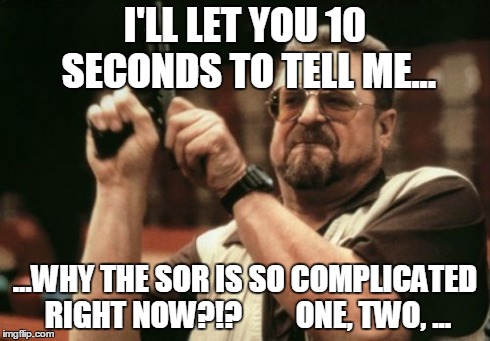 I'LL LET YOU 10
SECONDS TO TELL ME...
...WHY THE SOR IS SO COMPLICATED
RIGHT NOW?!? ONE, TWO, ...
imgflip.com